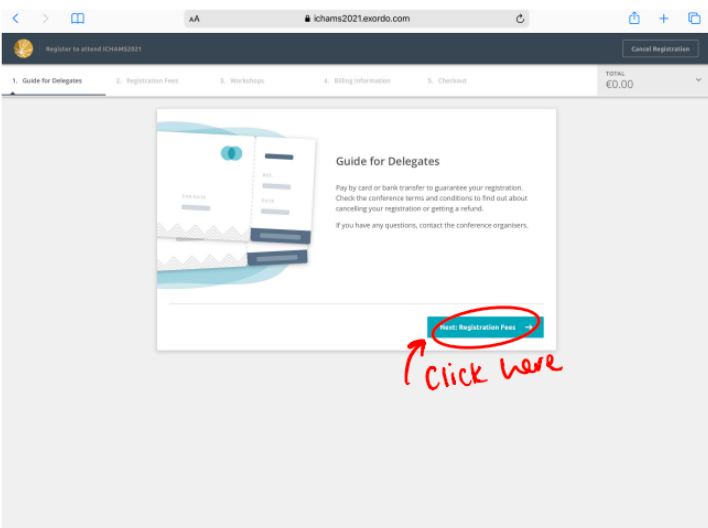 AA
ichams2021.exordo.com
Register to attend ICHAMS2021
Cancel Registration
1. Guide for Delegates
2. Registration Fees
3. Workshops
4. Billing Information
5. Checkout
TOTAL
€0.00
Guide for Delegates
Pay by card or bank transfer to guarantee your registration.
Check the conference terms and conditions to find out about
cancelling your registration or getting a refund.
If you have any questions, contact the conference organisers.
Next: Registration Fees
Click here